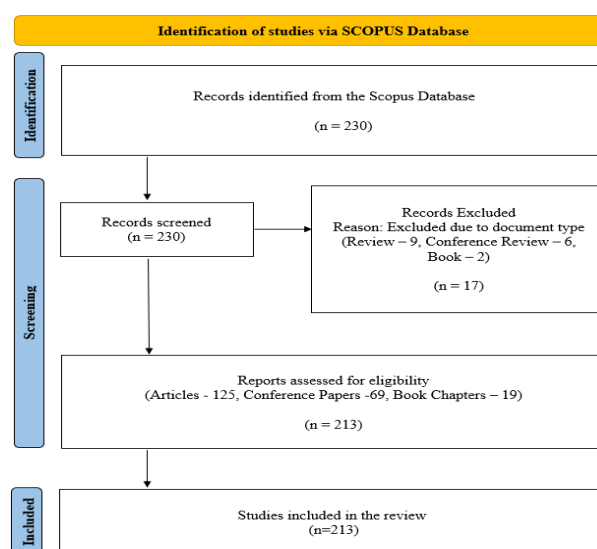 Identification of studies via SCOPUS Database
Identification
Records identified from the Scopus Database
(n = 230)
Screening
Records screened
(n = 230)
Records Excluded
Reason: Excluded due to document type
(Review – 9, Conference Review – 6,
Book – 2)
(n = 17)
Reports assessed for eligibility
(Articles - 125, Conference Papers -69, Book Chapters – 19)
(n = 213)
Included
Studies included in the review
(n=213)